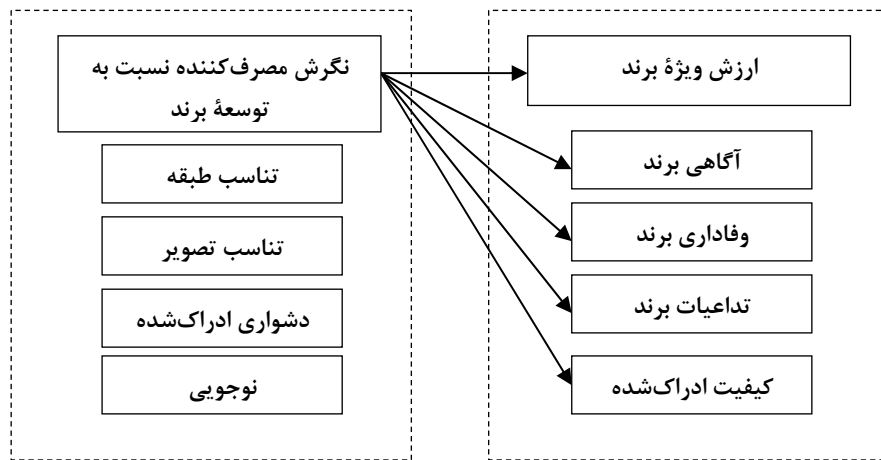 ارزش ویژهٔ برند
نگرش مصرف‌کننده نسبت به
توسعهٔ برند
آگاهی برند
تناسب طبقه
وفاداری برند
تناسب تصویر
تداعیات برند
دشواری ادراک‌شده
کیفیت ادراک‌شده
نوجویی